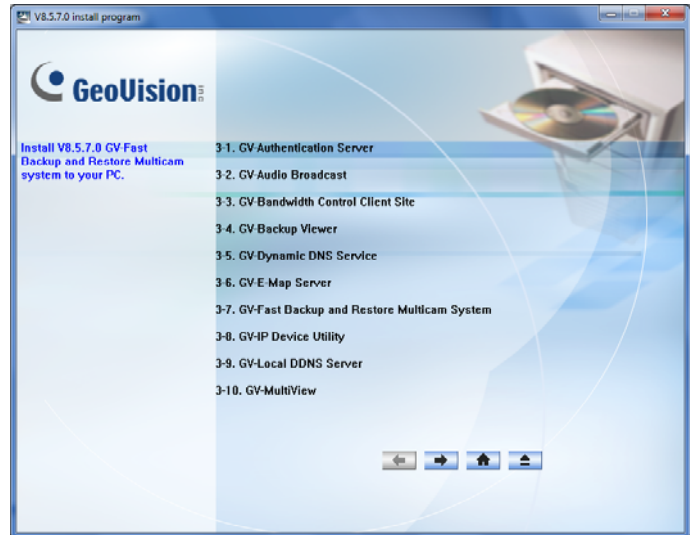 V8.5.7.0 install program
GeoVision Inc
Install V8.5.7.0 GV-Fast
Backup and Restore Multicam
system to your PC.
3-1. GV-Authentication Server
3-2. GV-Audio Broadcast
3-3. GV-Bandwidth Control Client Site
3-4. GV-Backup Viewer
3-5. GV-Dynamic DNS Service
3-6. GV-E-Map Server
3-7. GV-Fast Backup and Restore Multicam System
3-8. GV-IP Device Utility
3-9. GV-Local DDNS Server
3-10. GV-MultiView